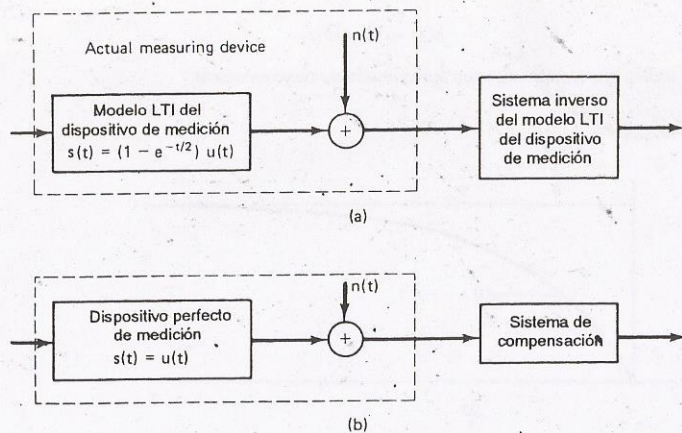 Actual measuring device
n(t)
Modelo LTI del
dispositivo de medición
s(t) = (1 − e^{−t/2}) u(t)
+
Sistema inverso
del modelo LTI
del dispositivo
de medición
(a)
n(t)
Dispositivo perfecto
de medición
s(t) = u(t)
+
Sistema de
compensación
(b)